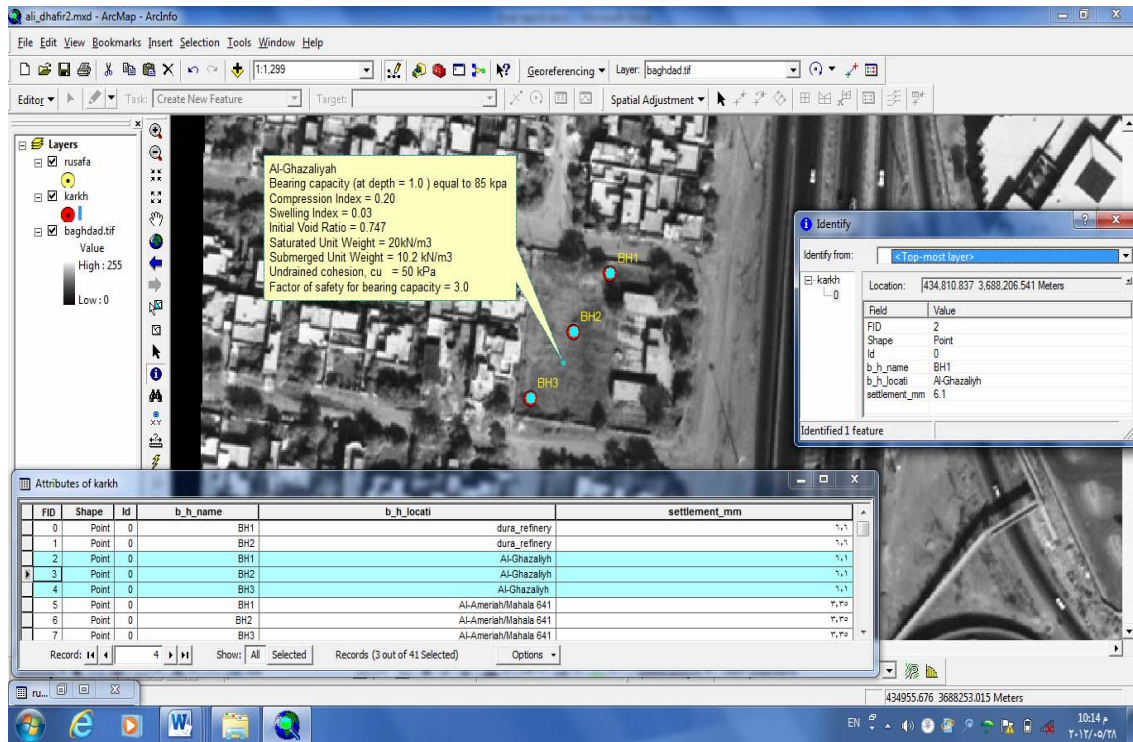 ali_dhafir2.mxd - ArcMap - ArcInfo
File Edit View Bookmarks Insert Selection Tools Window Help
1:1,299 Georeferencing Layer: baghdad.tif
Editor Task: Create New Feature Target: Spatial Adjustment
Layers
rusafa
karkh
baghdad.tif
Value
High : 255
Low : 0
Al-Ghazaliyah
Bearing capacity (at depth = 1.0 ) equal to 85 kpa
Compression Index = 0.20
Swelling Index = 0.03
Initial Void Ratio = 0.747
Saturated Unit Weight = 20kN/m3
Submerged Unit Weight = 10.2 kN/m3
Undrained cohesion, cu = 50 kPa
Factor of safety for bearing capacity = 3.0
BH1
BH2
BH3
Identify
Identify from: <Top-most layer>
karkh
0
Location: 434,810.837 3,688,206.541 Meters
Field Value
FID 2
Shape Point
Id 0
b_h_name BH1
b_h_locati Al-Ghazaliyh
settlement_mm 6.1
Identified 1 feature
Attributes of karkh
FID Shape Id b_h_name b_h_locati settlement_mm
0 Point 0 BH1 dura_refinery ٦,٦
1 Point 0 BH2 dura_refinery ٦,٦
2 Point 0 BH1 Al-Ghazaliyh ٦,١
3 Point 0 BH2 Al-Ghazaliyh ٦,١
4 Point 0 BH3 Al-Ghazaliyh ٦,١
5 Point 0 BH1 Al-Ameriah/Mahala 641 ٣,٣٥
6 Point 0 BH2 Al-Ameriah/Mahala 641 ٣,٣٥
7 Point 0 BH3 Al-Ameriah/Mahala 641 ٣,٣٥
Record: 4 Show: All Selected Records (3 out of 41 Selected) Options
ru...
434955.676 3688253.015 Meters
EN 10:14 م
٢٠١٢/٠٥/٢٨